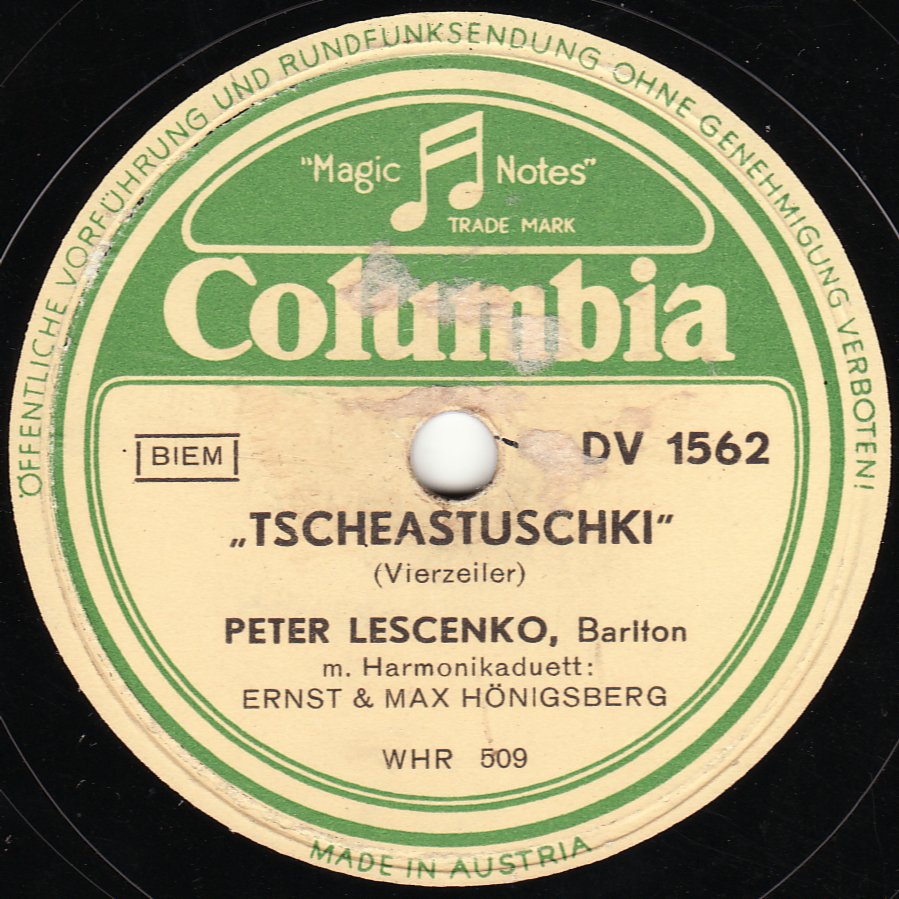 ÖFFENTLICHE VORFÜHRUNG UND RUNDFUNKSENDUNG OHNE GENEHMIGUNG VERBOTEN!
"Magic Notes"
TRADE MARK
Columbia
BIEM
DV 1562
„TSCHEASTUSCHKI"
(Vierzeiler)
PETER LESCENKO, Bariton
m. Harmonikaduett:
ERNST & MAX HÖNIGSBERG
WHR 509
MADE IN AUSTRIA